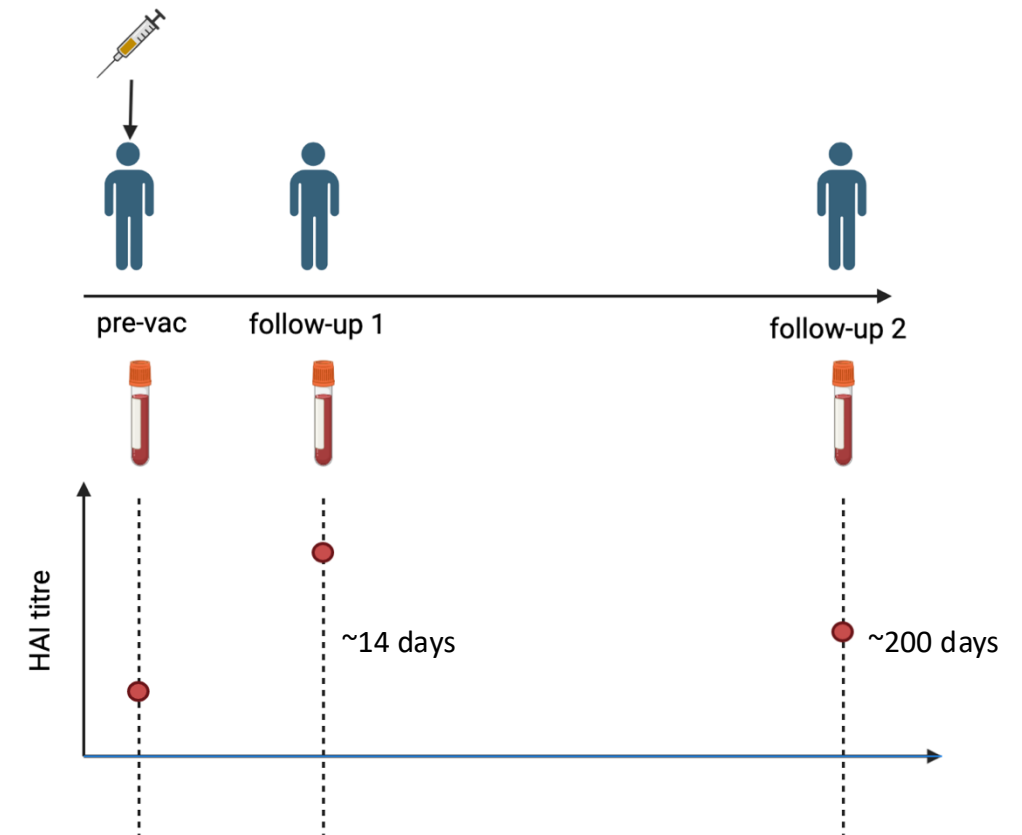 pre-vac
follow-up 1
follow-up 2
HAI titre
~14 days
~200 days